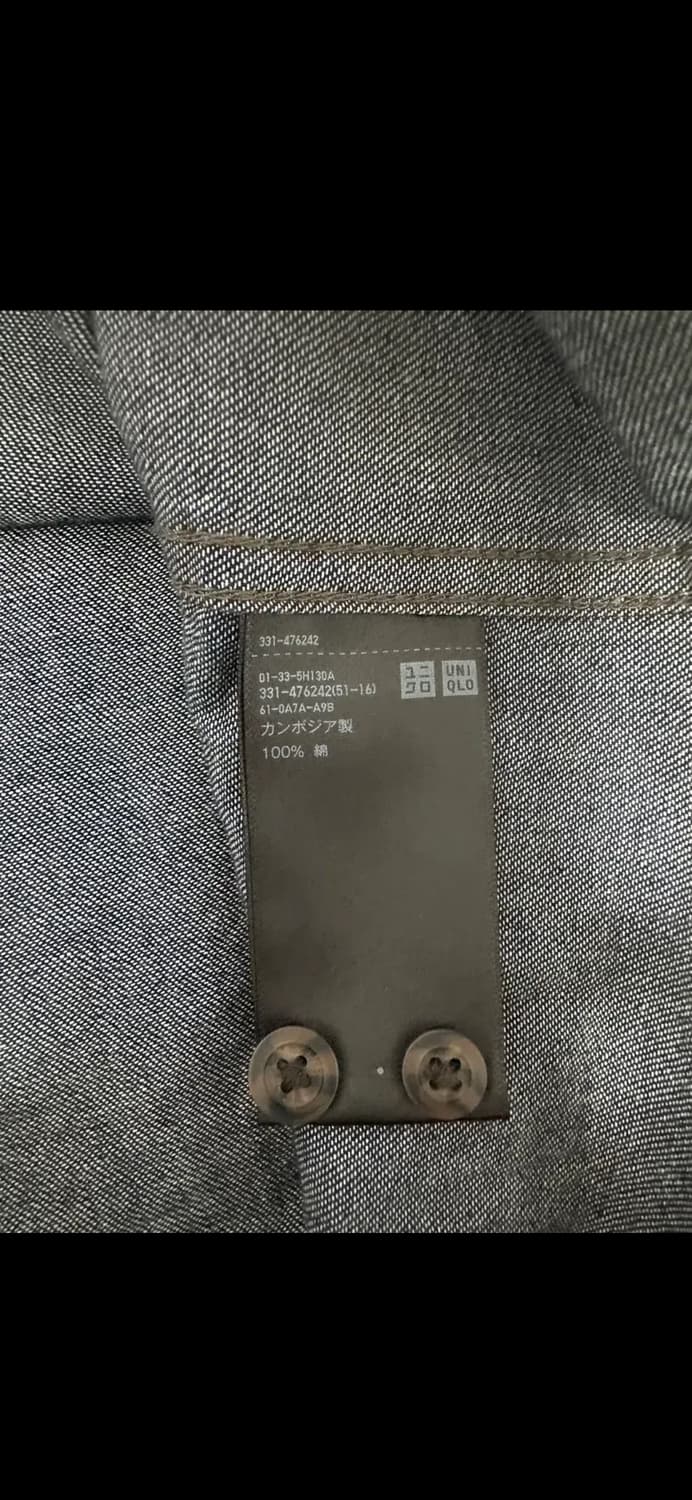 331-476242
01-33-5H130A
331-476242(51-16)
61-0A7A-A9B
カンボジア製
100% 綿
ユニ
クロ
UNI
QLO